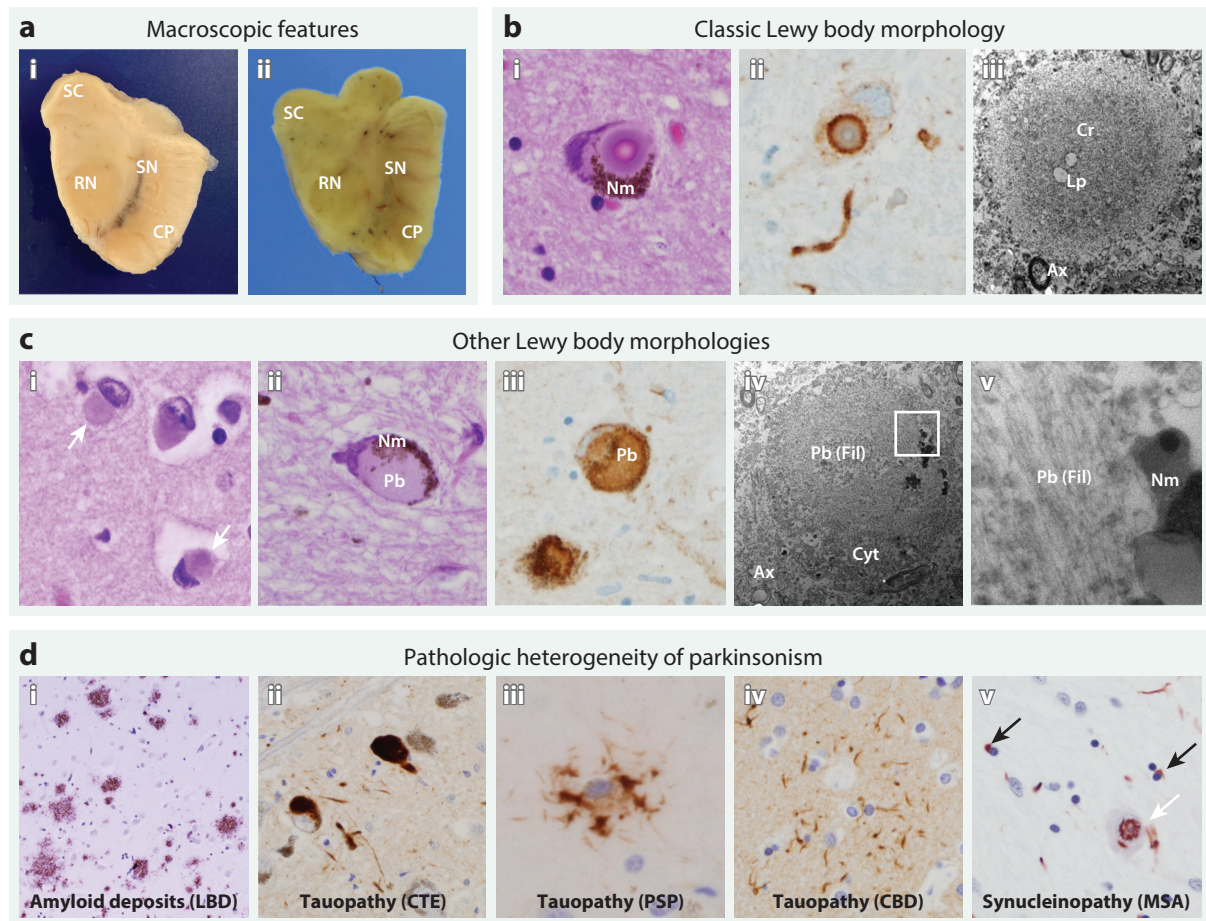 a Macroscopic features
i
SC
SN
RN
CP
ii
SC
SN
RN
CP
b Classic Lewy body morphology
i
Nm
ii
iii
Cr
Lp
Ax
c Other Lewy body morphologies
i
ii
Nm
Pb
iii
Pb
iv
Pb (Fil)
Cyt
Ax
v
Pb (Fil)
Nm
d Pathologic heterogeneity of parkinsonism
i
Amyloid deposits (LBD)
ii
Tauopathy (CTE)
iii
Tauopathy (PSP)
iv
Tauopathy (CBD)
v
Synucleinopathy (MSA)